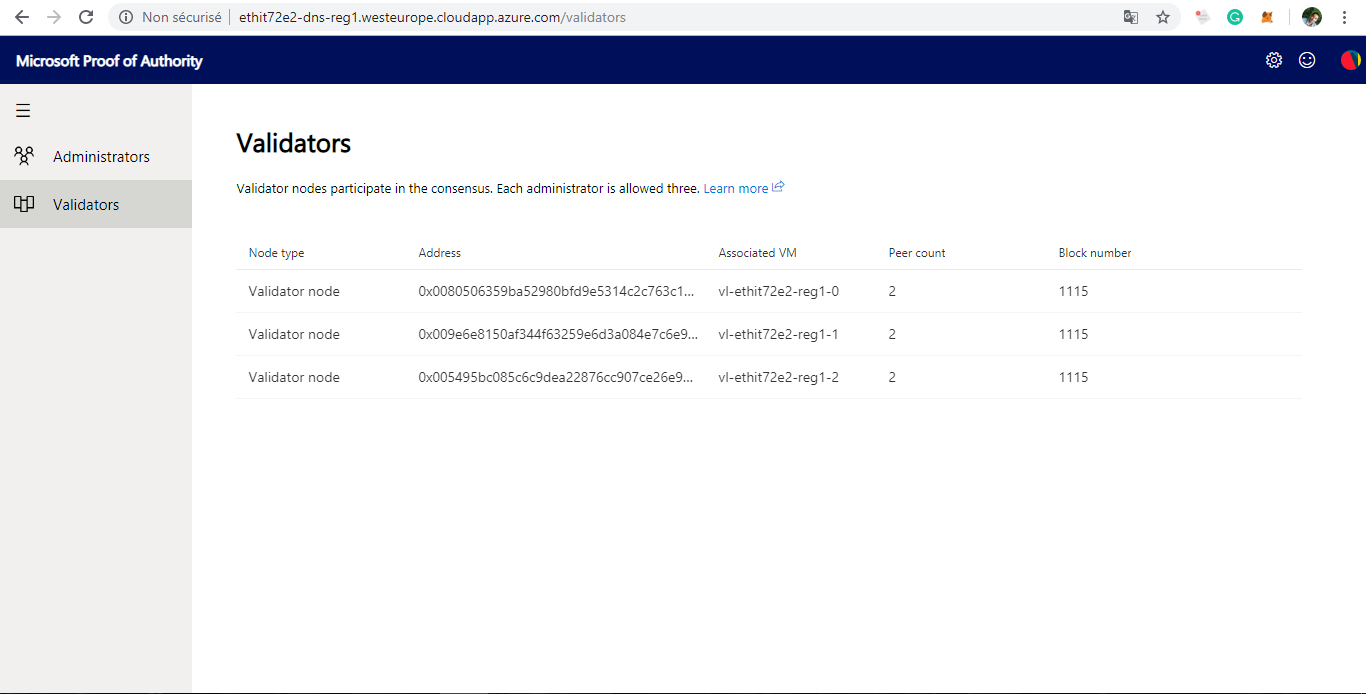 Non sécurisé ethit72e2-dns-reg1.westeurope.cloudapp.azure.com/validators
Microsoft Proof of Authority
Administrators
Validators
Validators
Validator nodes participate in the consensus. Each administrator is allowed three. Learn more
Node type Address Associated VM Peer count Block number
Validator node 0x0080506359ba52980bfd9e5314c2c763c1... vl-ethit72e2-reg1-0 2 1115
Validator node 0x009e6e8150af344f63259e6d3a084e7c6e9... vl-ethit72e2-reg1-1 2 1115
Validator node 0x005495bc085c6c9dea22876cc907ce26e9... vl-ethit72e2-reg1-2 2 1115